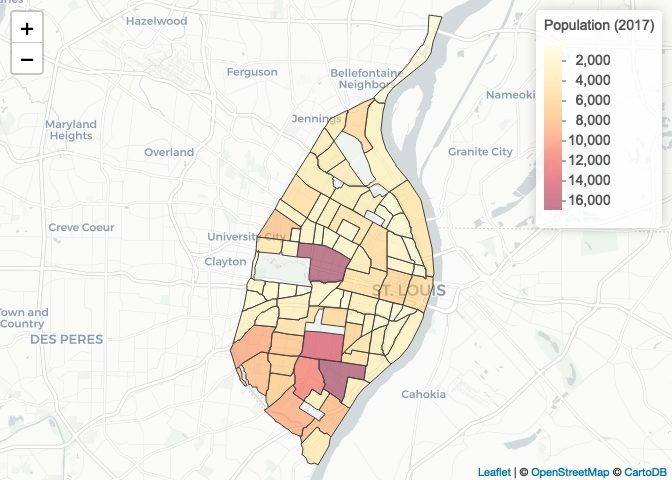 Hazelwood
+
−
Ferguson
Bellefontaine
Neighbor
Jennings
Nameoki
Maryland
Heights
Overland
Granite City
Creve Coeur
University City
Clayton
ST. LOUIS
Town and
Country
DES PERES
Cahokia
Population (2017)
2,000
4,000
6,000
8,000
10,000
12,000
14,000
16,000
Leaflet | © OpenStreetMap © CartoDB